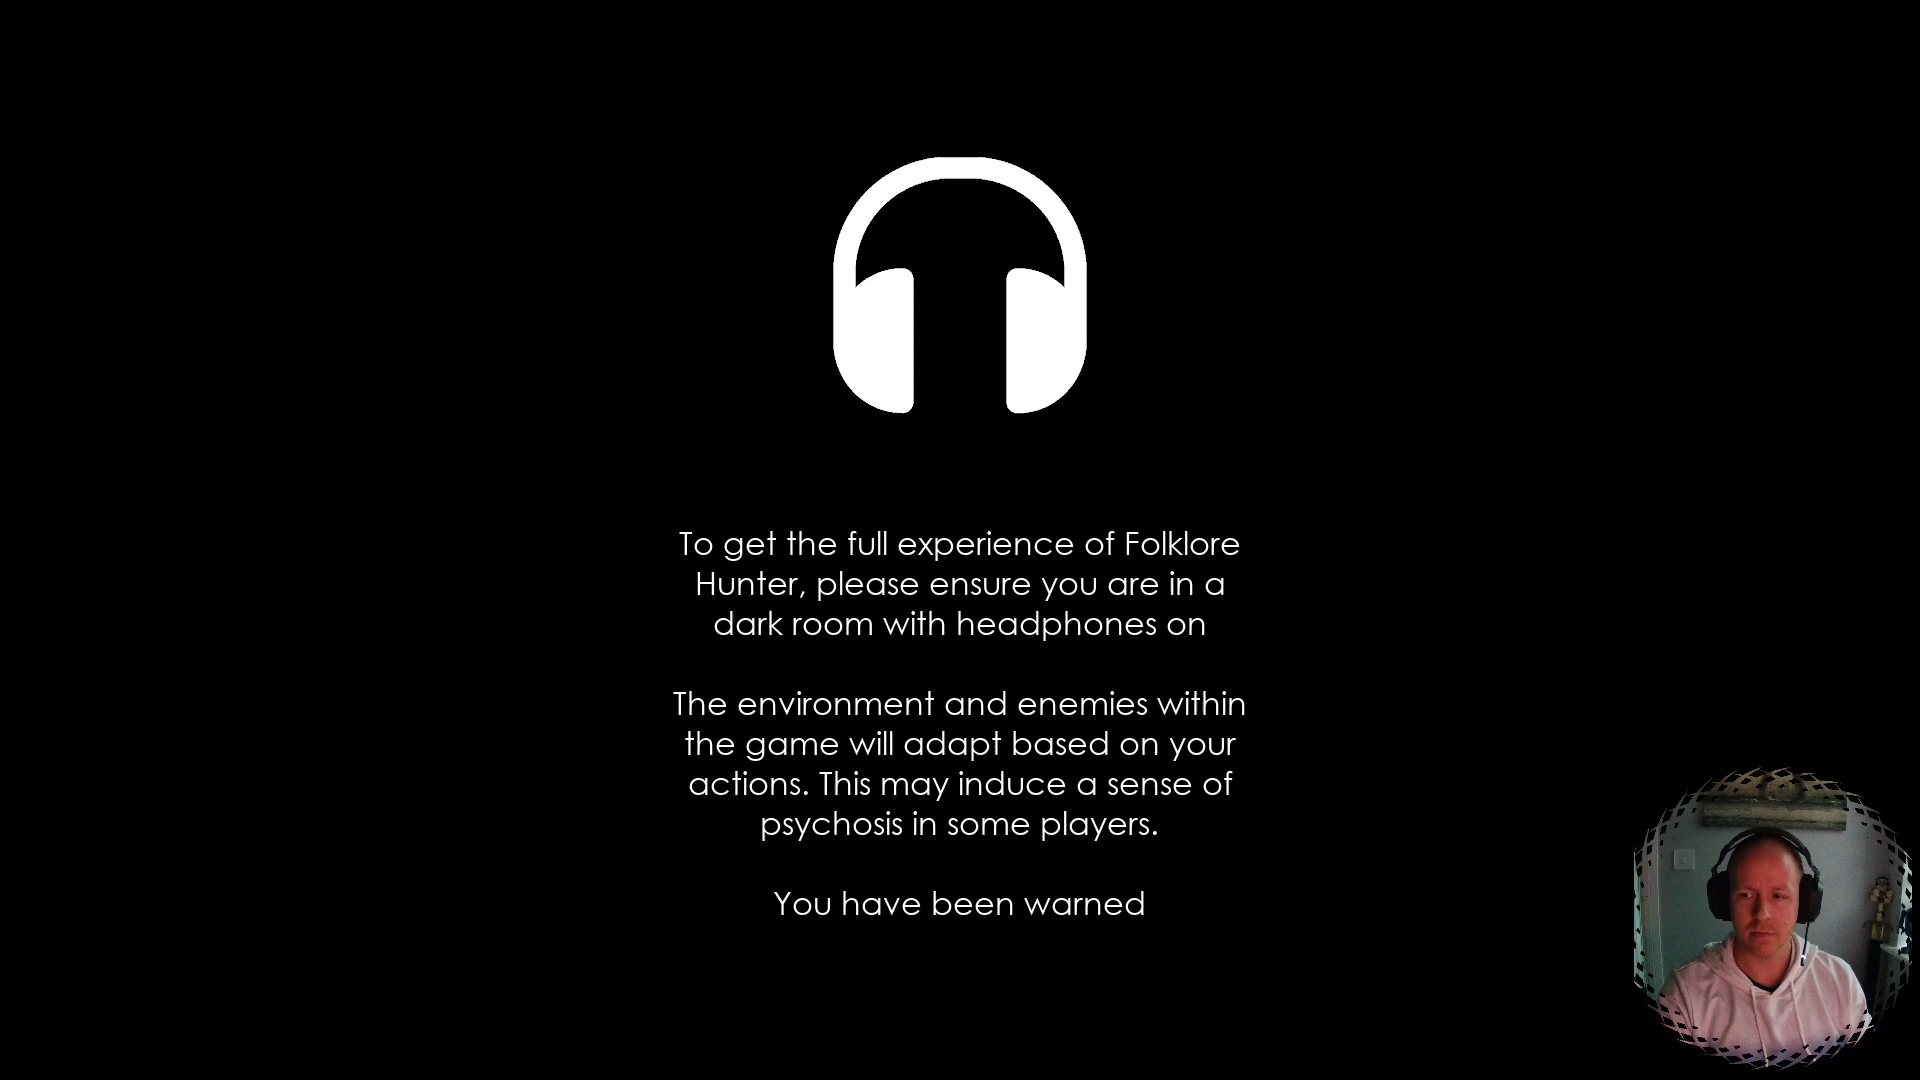 To get the full experience of Folklore
Hunter, please ensure you are in a
dark room with headphones on
The environment and enemies within
the game will adapt based on your
actions. This may induce a sense of
psychosis in some players.
You have been warned